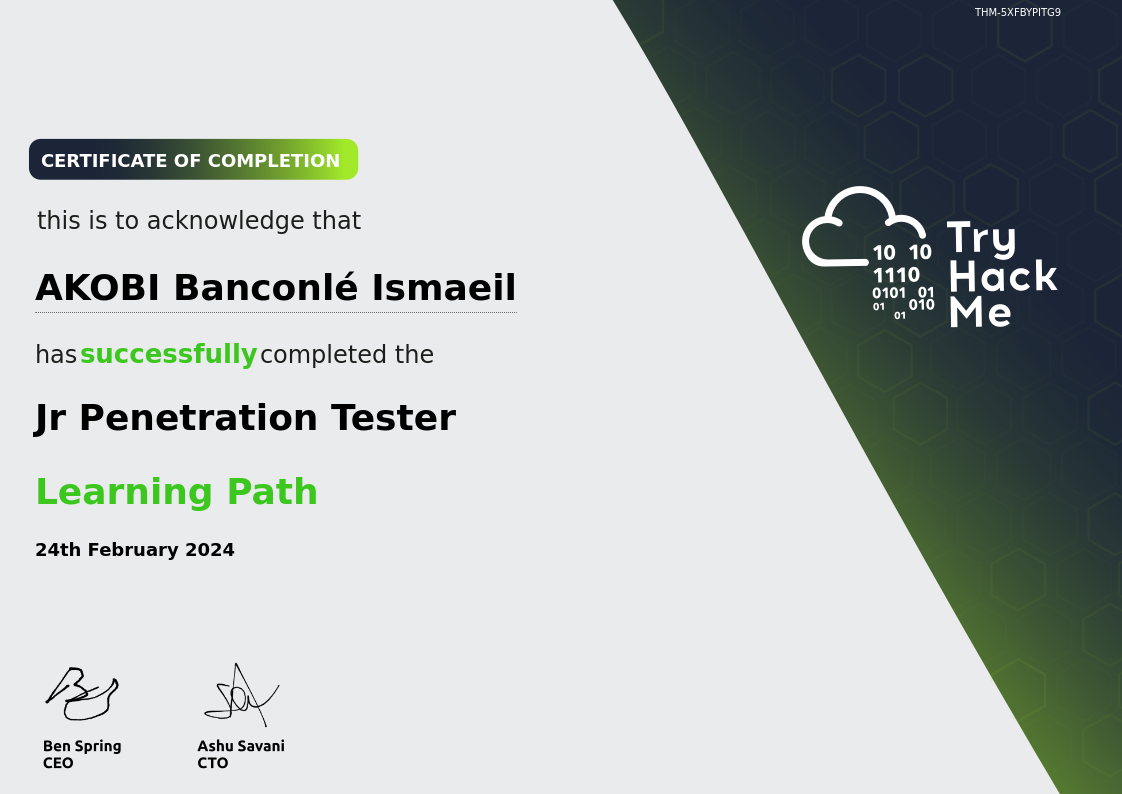 THM-5XFBYPITG9
CERTIFICATE OF COMPLETION
this is to acknowledge that
AKOBI Banconlé Ismaeil
has successfully completed the
Jr Penetration Tester
Learning Path
24th February 2024
10 10
1110
0101 01
01 010
01
Try
Hack
Me
Ben Spring
CEO
Ashu Savani
CTO